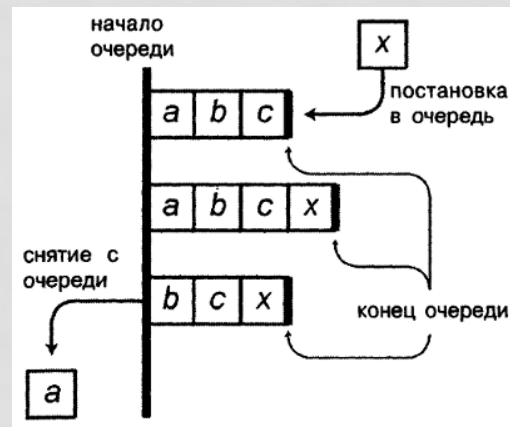 начало
очереди
x
постановка
в очередь
a b c
a b c x
снятие с
очереди
b c x
конец очереди
a